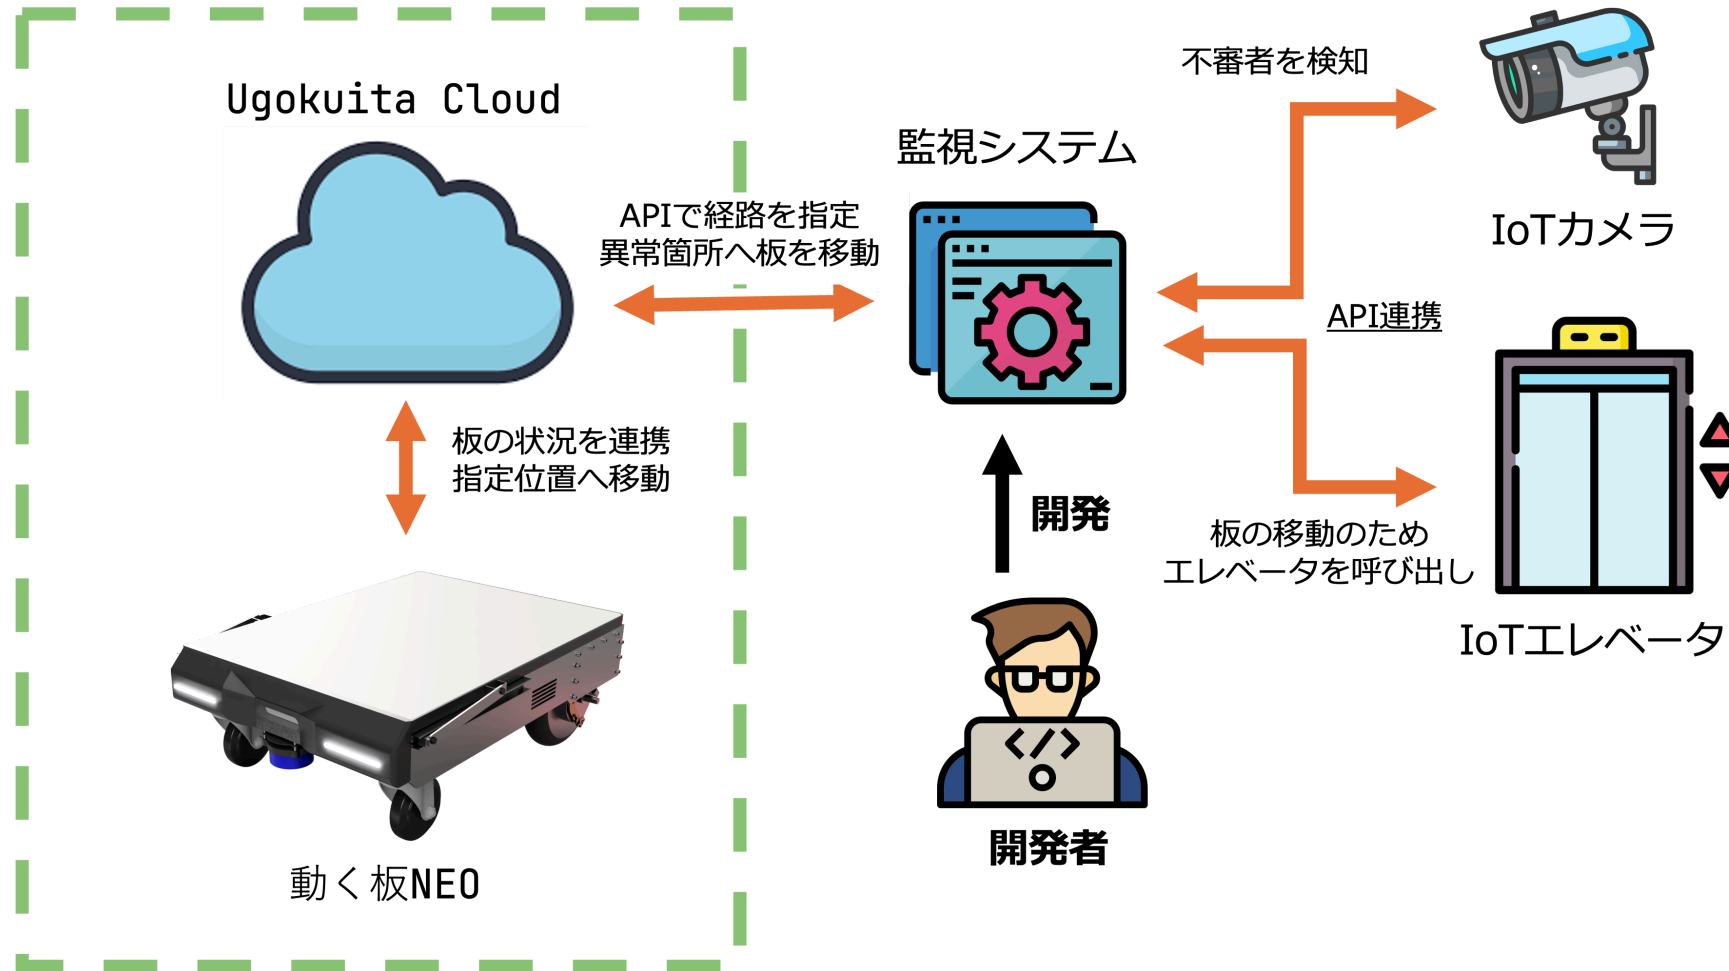 Ugokuita Cloud
APIで経路を指定
異常箇所へ板を移動
板の状況を連携
指定位置へ移動
動く板NEO
監視システム
開発
開発者
不審者を検知
IoTカメラ
API連携
板の移動のため
エレベータを呼び出し
IoTエレベータ